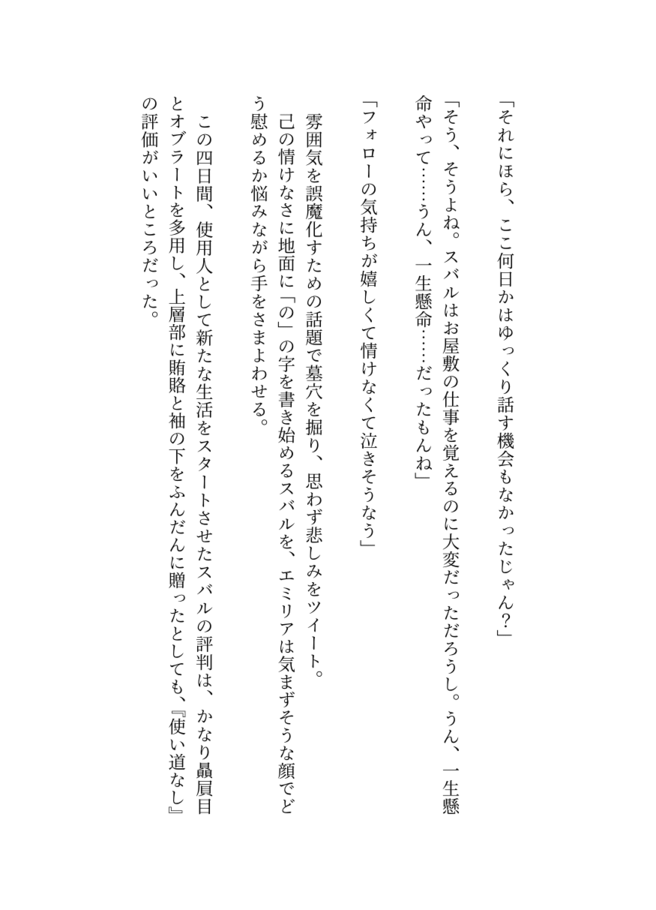 「それにほら、ここ何日かはゆっくり話す機会もなかったじゃん？」
「そう、そうよね。スバルはお屋敷の仕事を覚えるのに大変だっただろうし。うん、一生懸
命やって……うん、一生懸命……だったもんね」
「フォローの気持ちが嬉しくて情けなくて泣きそうなう」
雰囲気を誤魔化すための話題で墓穴を掘り、思わず悲しみをツイート。
己の情けなさに地面に「の」の字を書き始めるスバルを、エミリアは気まずそうな顔でど
う慰めるか悩みながら手をさまよわせる。
この四日間、使用人として新たな生活をスタートさせたスバルの評判は、かなり贔屓目
とオブラートを多用し、上層部に賄賂と袖の下をふんだんに贈ったとしても、『使い道なし』
の評価がいいところだった。